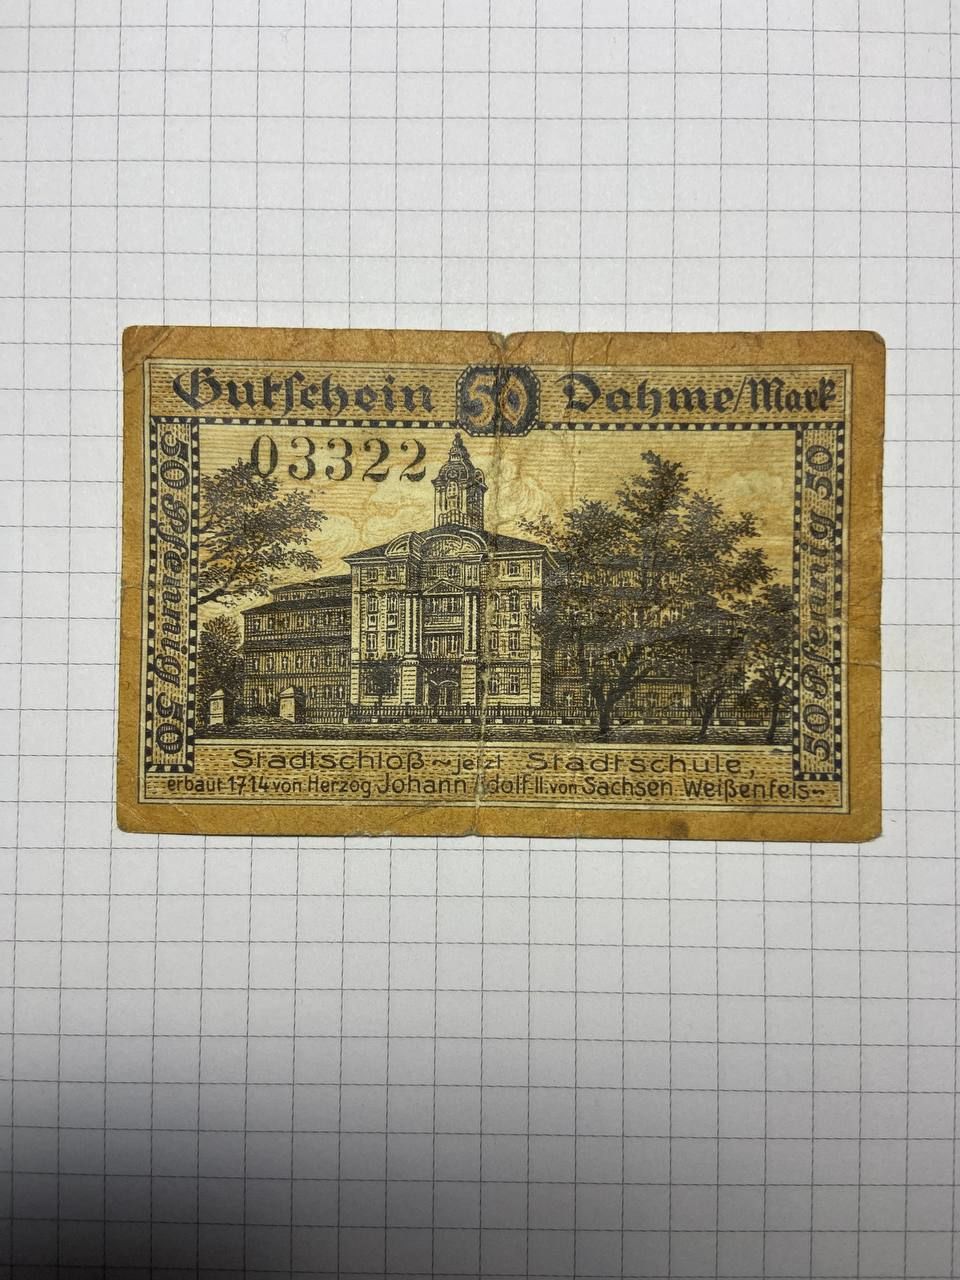 Gutschein 50 Dahme/Mark
03322
50 Pfennig 50
50 Pfennig 50
Stadtschloß ~ jetzt Stadtschule,
erbaut 1714 von Herzog Johann Adolf II. von Sachsen Weißenfels ~